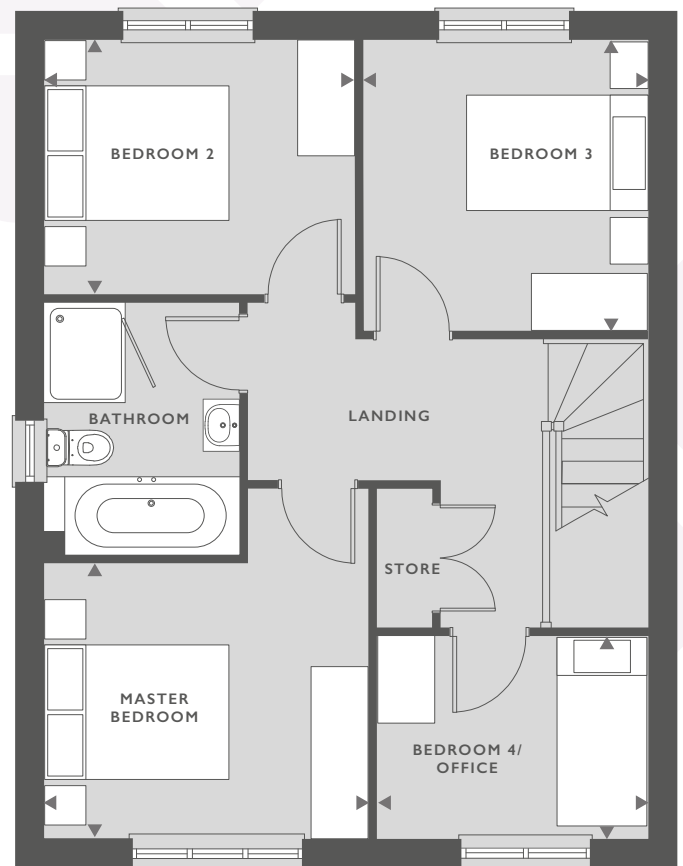 BEDROOM 2
BEDROOM 3
BATHROOM
LANDING
STORE
MASTER
BEDROOM
BEDROOM 4/
OFFICE